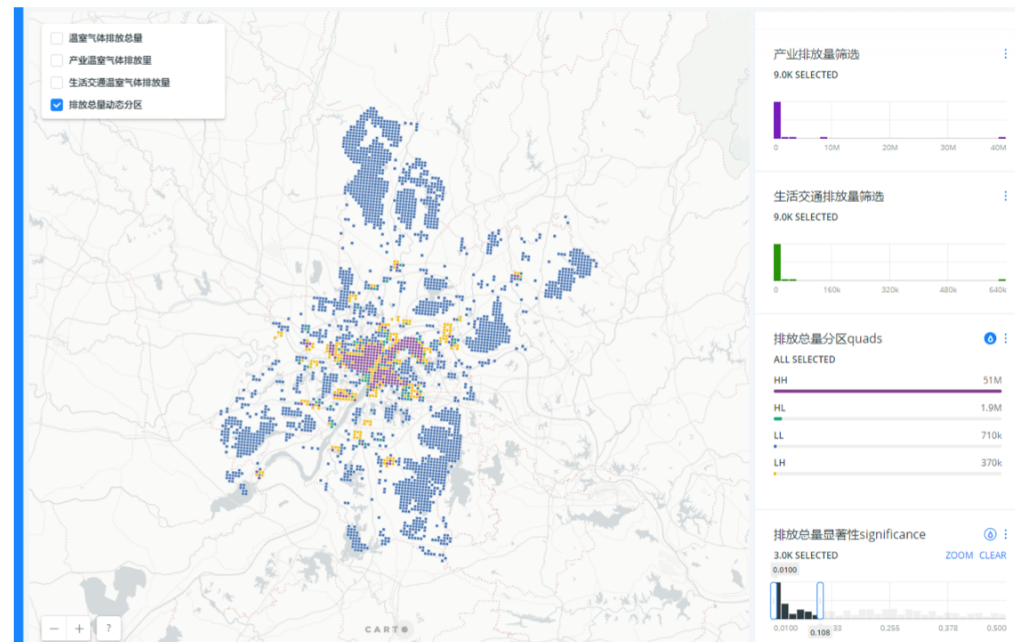 温室气体排放总量
产业温室气体排放里
生活交通温室气体排放量
排放总量动态分区
产业排放量筛选
9.0K SELECTED
0 10M 20M 30M 40M
生活交通排放量筛选
9.0K SELECTED
0 160k 320k 480k 640k
排放总量分区quads
ALL SELECTED
HH 51M
HL 1.9M
LL 710k
LH 370k
排放总量显著性significance
3.0K SELECTED ZOOM CLEAR
0.0100
0.0100 33 0.255 0.378 0.500
0.108
− + ?
CARTO